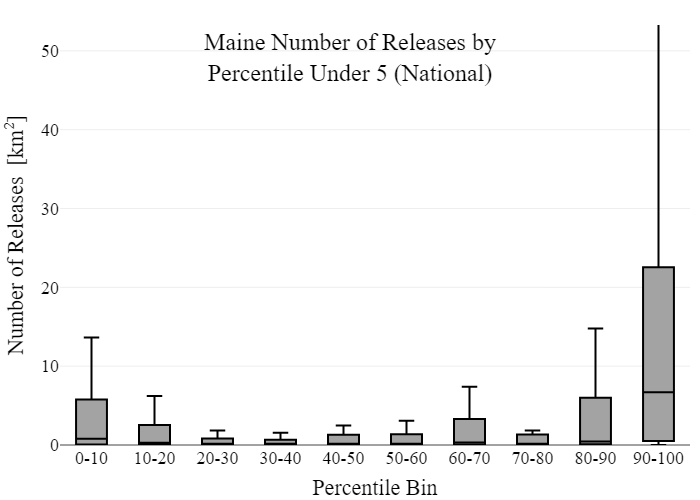 Maine Number of Releases by
Percentile Under 5 (National)
Number of Releases [km²]
50
40
30
20
10
0
0-10 10-20 20-30 30-40 40-50 50-60 60-70 70-80 80-90 90-100
Percentile Bin